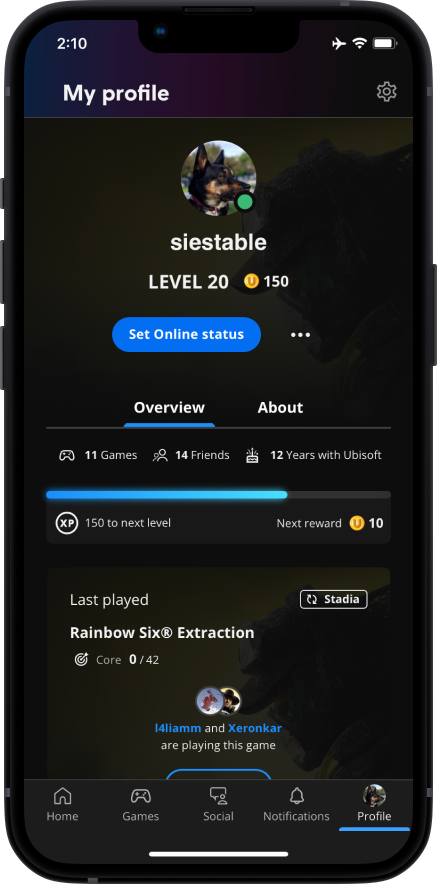 2:10
My profile
siestable
LEVEL 20 U 150
Set Online status
Overview About
11 Games 14 Friends 12 Years with Ubisoft
XP 150 to next level Next reward U 10
Last played Stadia
Rainbow Six® Extraction
Core 0 / 42
l4liamm and Xeronkar
are playing this game
Home Games Social Notifications Profile